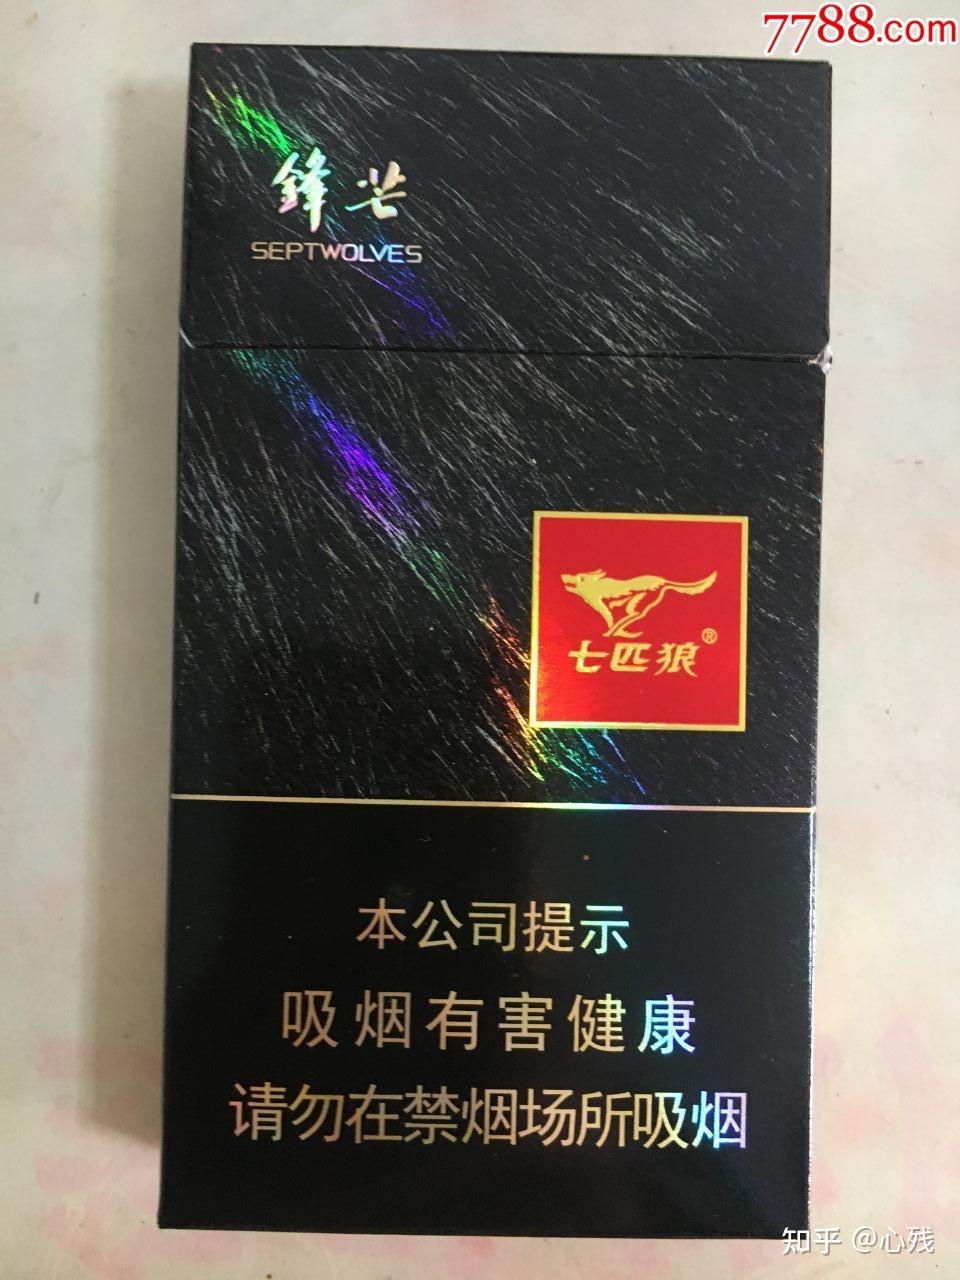 7788.com
鋒芒
SEPTWOLVES
七匹狼®
本公司提示
吸烟有害健康
请勿在禁烟场所吸烟
知乎 @心残